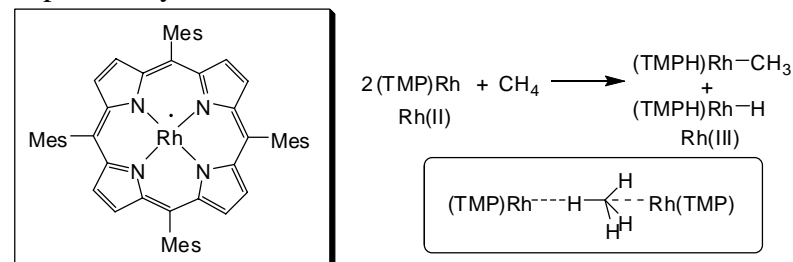 Mes
N N
Mes Rh Mes
N N
Mes
2 (TMP)Rh + CH4
Rh(II)
(TMPH)Rh—CH3
+
(TMPH)Rh—H
Rh(III)
H
(TMP)Rh----H----Rh(TMP)
H H